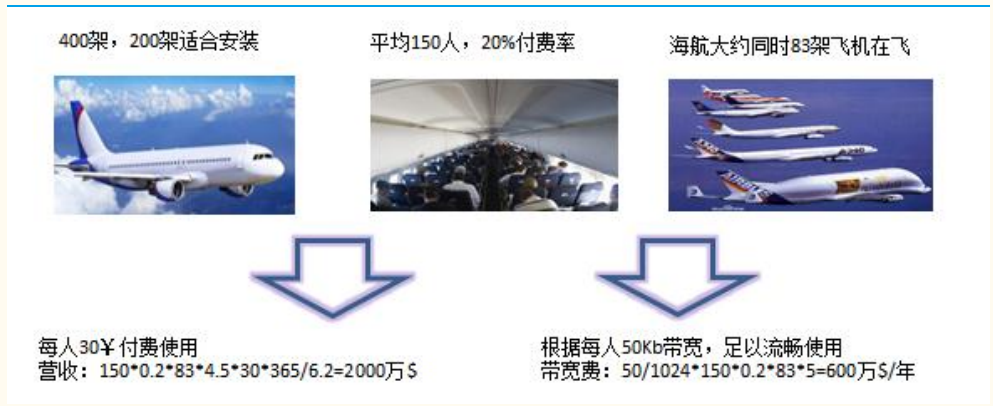 400架，200架适合安装
平均150人，20%付费率
海航大约同时83架飞机在飞
每人30￥付费使用
营收：150*0.2*83*4.5*30*365/6.2=2000万$
根据每人50Kb带宽，足以流畅使用
带宽费：50/1024*150*0.2*83*5=600万$/年